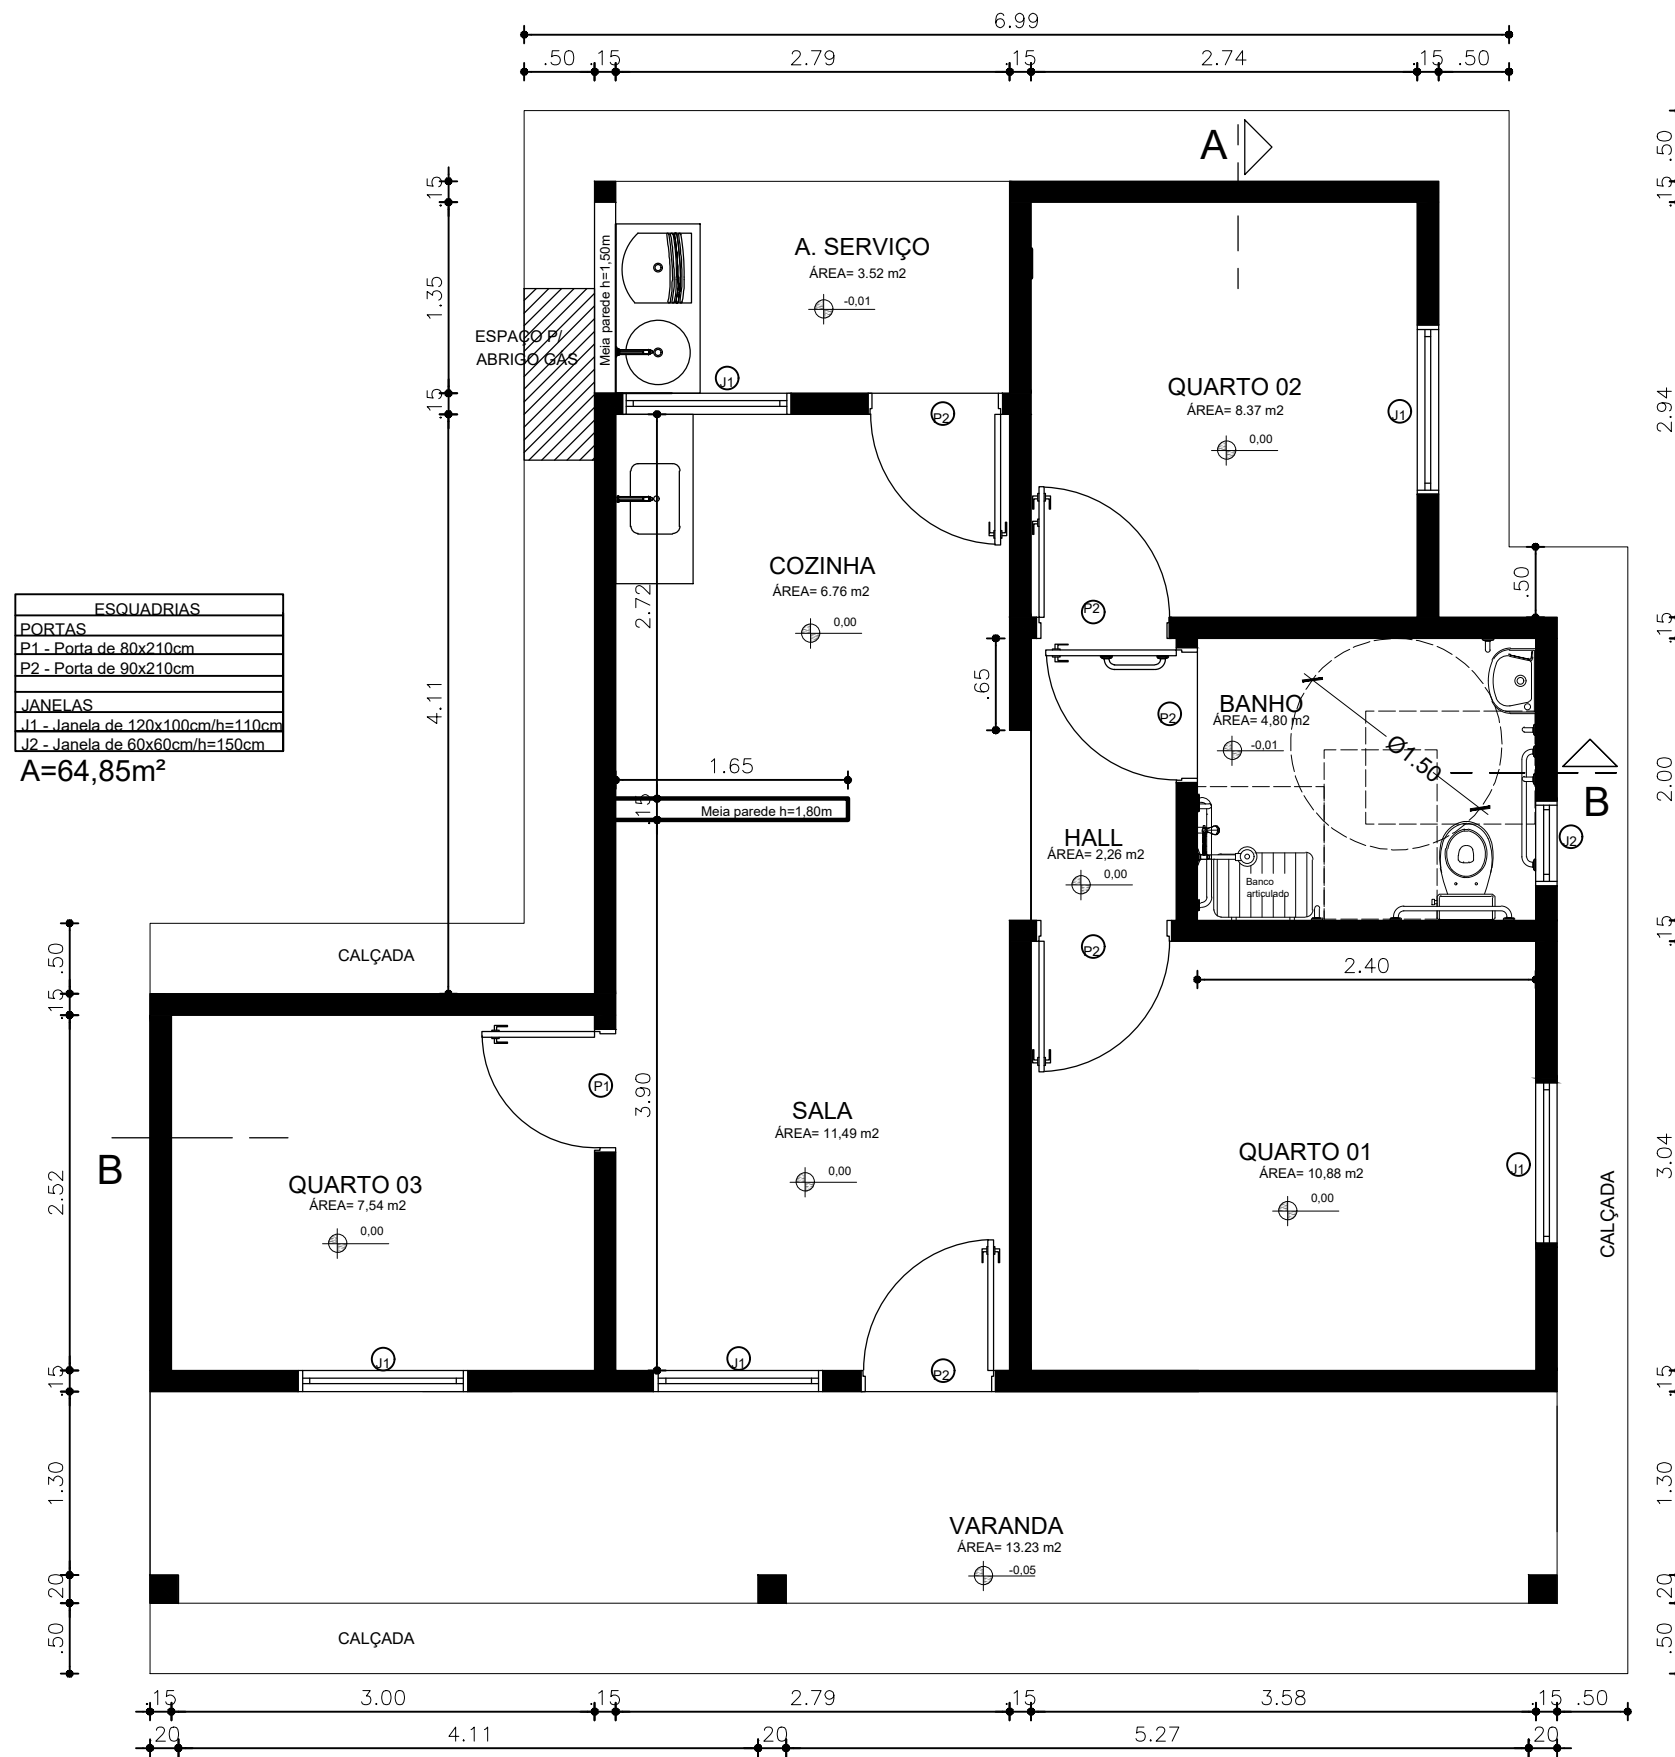 6.99
.50 .15 2.79 .15 2.74 .15 .50
A
.50
.15
.15
1.35
.15
4.11
Meia parede h=1,50m
A. SERVIÇO
ÁREA= 3.52 m2
-0,01
ESPAÇO P/
ABRIGO GÁS
J1
P2
QUARTO 02
ÁREA= 8.37 m2
0,00
J1
2.94
COZINHA
ÁREA= 6.76 m2
0,00
2.72
P2
.50
.15
ESQUADRIAS
PORTAS
P1 - Porta de 80x210cm
P2 - Porta de 90x210cm
JANELAS
J1 - Janela de 120x100cm/h=110cm
J2 - Janela de 60x60cm/h=150cm
A=64,85m²
.65
P2
BANHO
ÁREA= 4,80 m2
-0,01
Ø1.50
B
2.00
J2
1.65
.15
Meia parede h=1,80m
HALL
ÁREA= 2,26 m2
0,00
Banco
articulado
P2
.15
2.40
.50
.15
CALÇADA
2.52
B
QUARTO 03
ÁREA= 7,54 m2
0,00
P1
3.90
SALA
ÁREA= 11,49 m2
0,00
QUARTO 01
ÁREA= 10,88 m2
0,00
J1
3.04
CALÇADA
J1
J1
P2
.15
.15
1.30
1.30
VARANDA
ÁREA= 13.23 m2
-0,05
.20
.20
.50
.50
CALÇADA
.15 3.00 .15 2.79 .15 3.58 .15 .50
.20 4.11 .20 5.27 .20